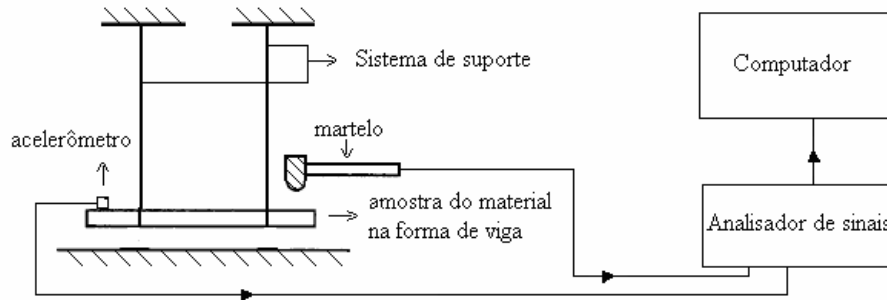 Sistema de suporte
Computador
martelo
acelerômetro
amostra do material
na forma de viga
Analisador de sinais